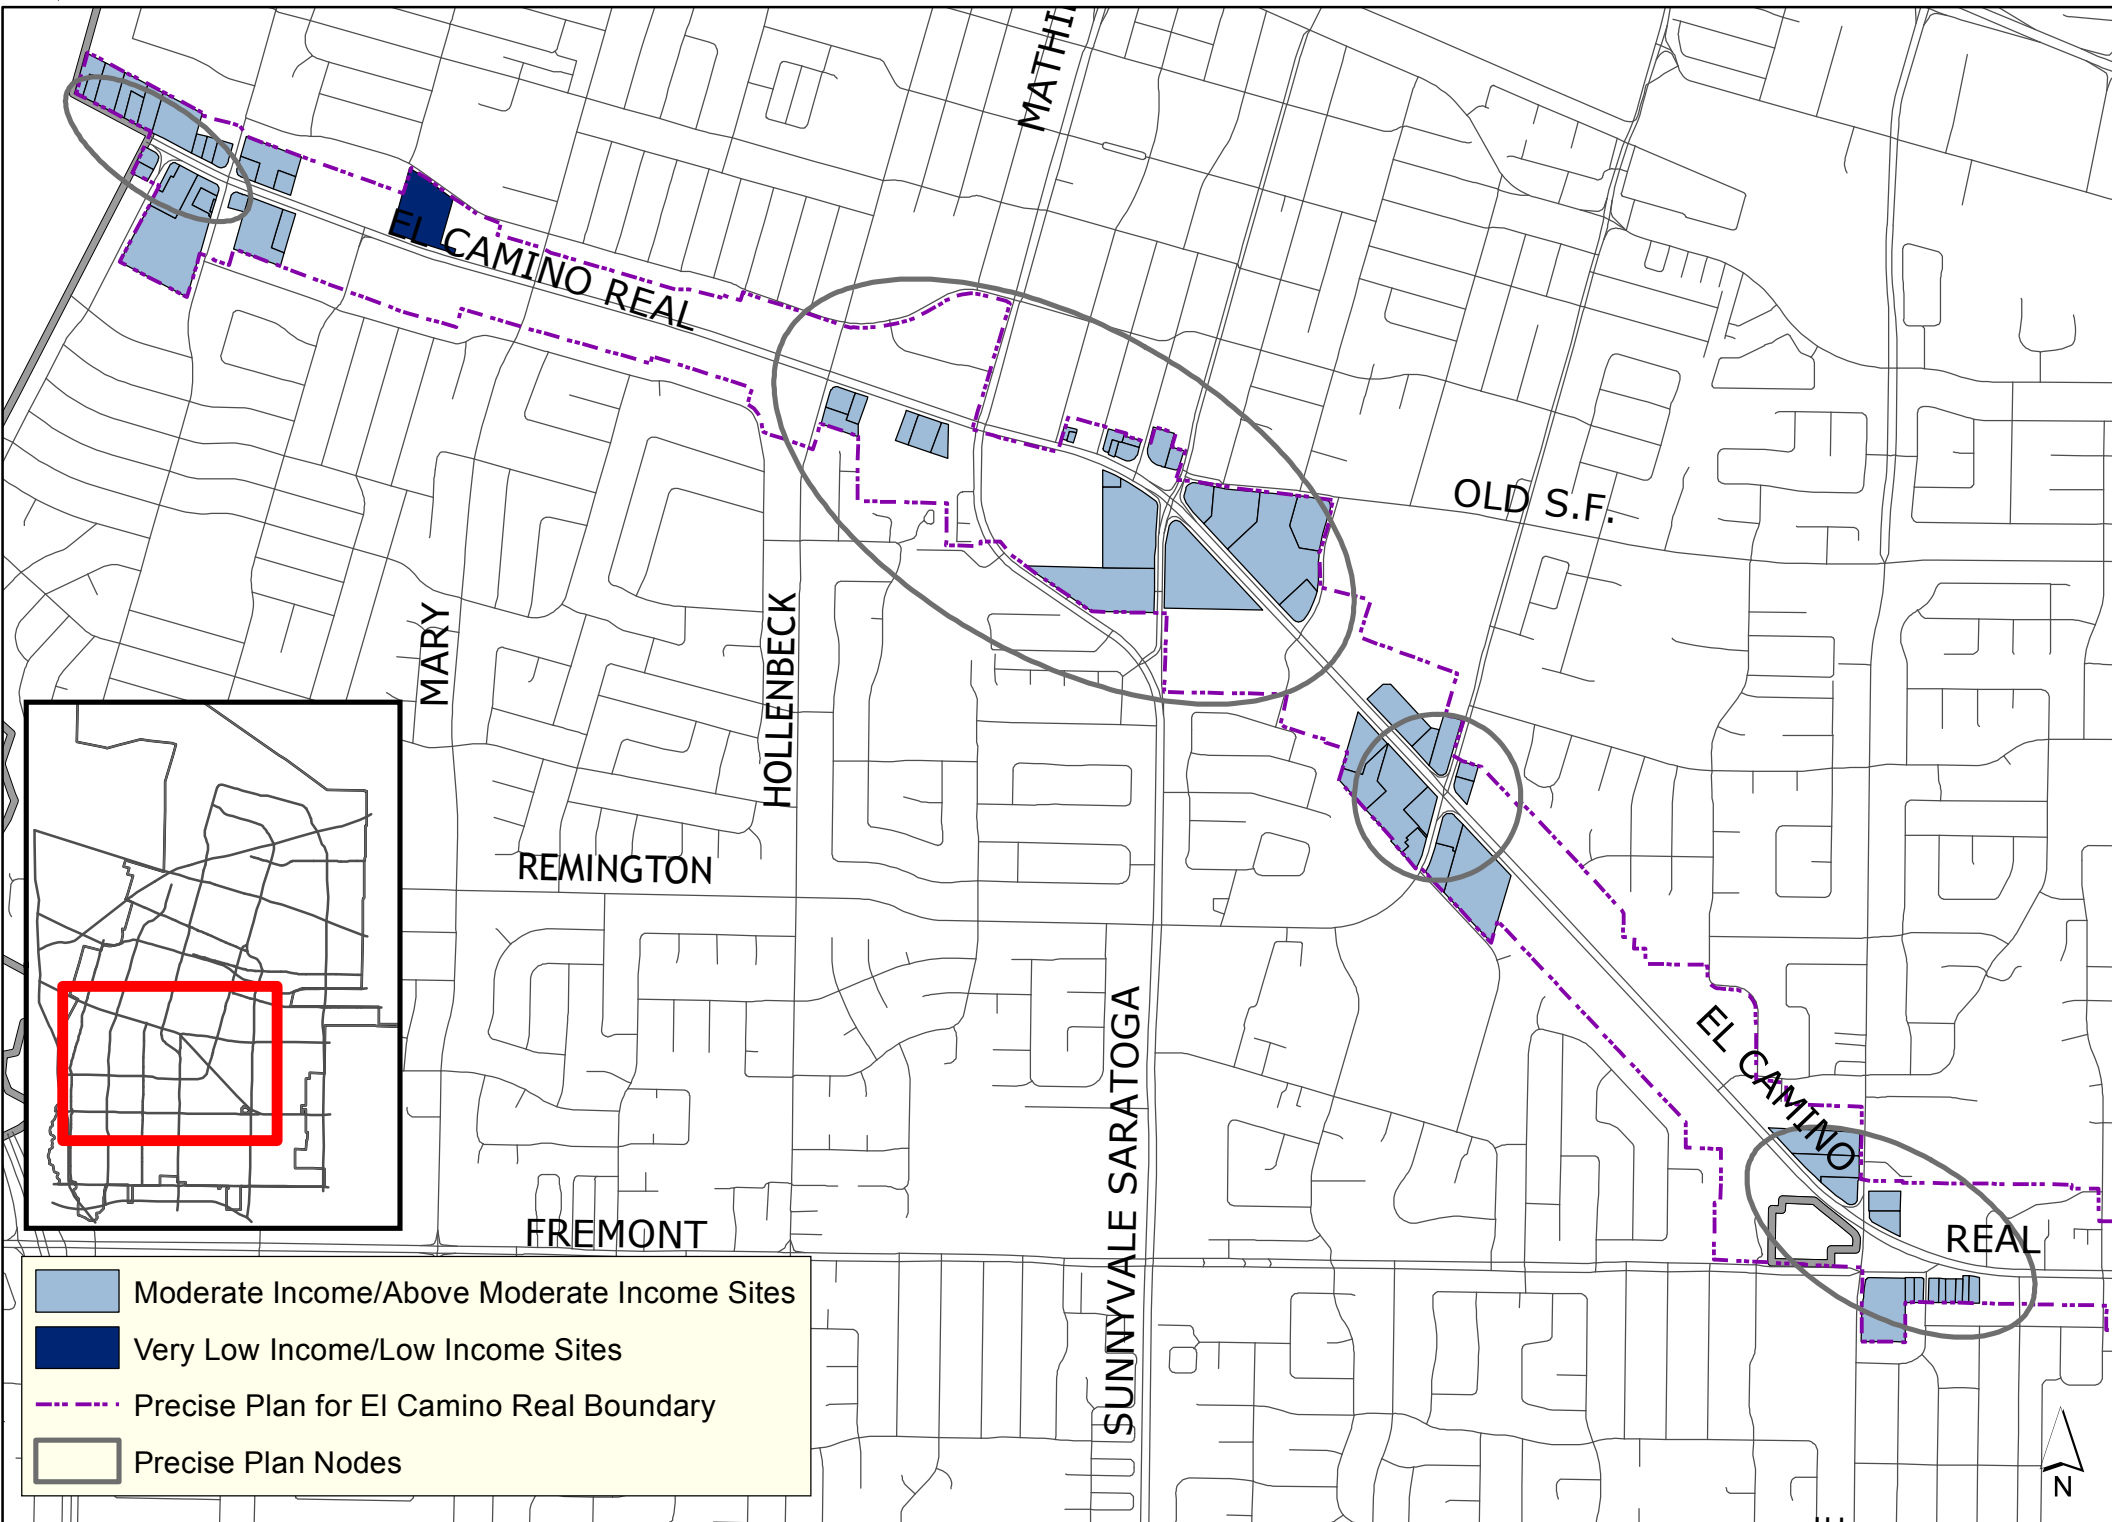 MATHI
EL CAMINO REAL
OLD S.F.
MARY
HOLLENBECK
REMINGTON
SUNNYVALE SARATOGA
EL CAMINO
REAL
FREMONT
Moderate Income/Above Moderate Income Sites
Very Low Income/Low Income Sites
Precise Plan for El Camino Real Boundary
Precise Plan Nodes
N